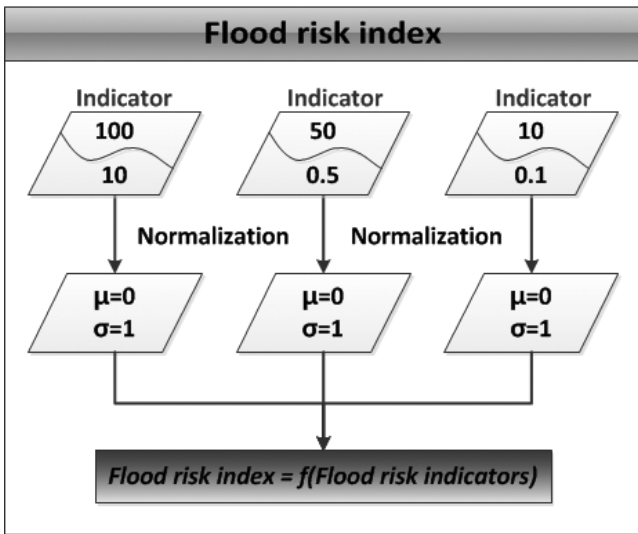 Flood risk index
Indicator
Indicator
Indicator
100
50
10
10
0.5
0.1
Normalization
Normalization
μ=0
σ=1
μ=0
σ=1
μ=0
σ=1
Flood risk index = f(Flood risk indicators)